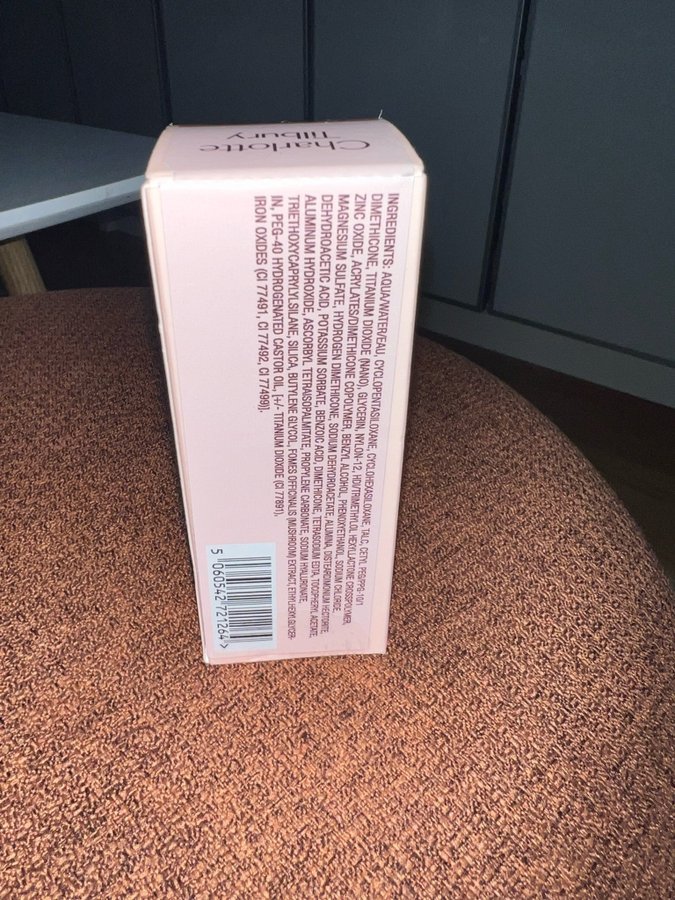 Charlotte
Tilbury
INGREDIENTS: AQUA/WATER/EAU, CYCLOPENTASILOXANE, CYCLOHEXASILOXANE, TALC, CETYL PEG/PPG-10/1
DIMETHICONE, TITANIUM DIOXIDE (NANO), GLYCERIN, NYLON-12, HDI/TRIMETHYLOL HEXYLLACTONE CROSSPOLYMER,
ZINC OXIDE, ACRYLATES/DIMETHICONE COPOLYMER, BENZYL ALCOHOL, PHENOXYETHANOL, SODIUM CHLORIDE,
MAGNESIUM SULFATE, HYDROGEN DIMETHICONE, SODIUM DEHYDROACETATE, ALUMINA, DISTEARDIMONIUM HECTORITE,
DEHYDROACETIC ACID, POTASSIUM SORBATE, BENZOIC ACID, DIMETHICONE, TETRASODIUM EDTA, TOCOPHERYL ACETATE,
ALUMINUM HYDROXIDE, ASCORBYL TETRAISOPALMITATE, PROPYLENE CARBONATE, SODIUM HYALURONATE,
TRIETHOXYCAPRYLYLSILANE, SILICA, BUTYLENE GLYCOL, FOMES OFFICINALIS (MUSHROOM) EXTRACT, ETHYLHEXYLGLYCER-
IN, PEG-40 HYDROGENATED CASTOR OIL, [+/- TITANIUM DIOXIDE (CI 77891),
IRON OXIDES (CI 77491, CI 77492, CI 77499)].
5 060542 721264 >